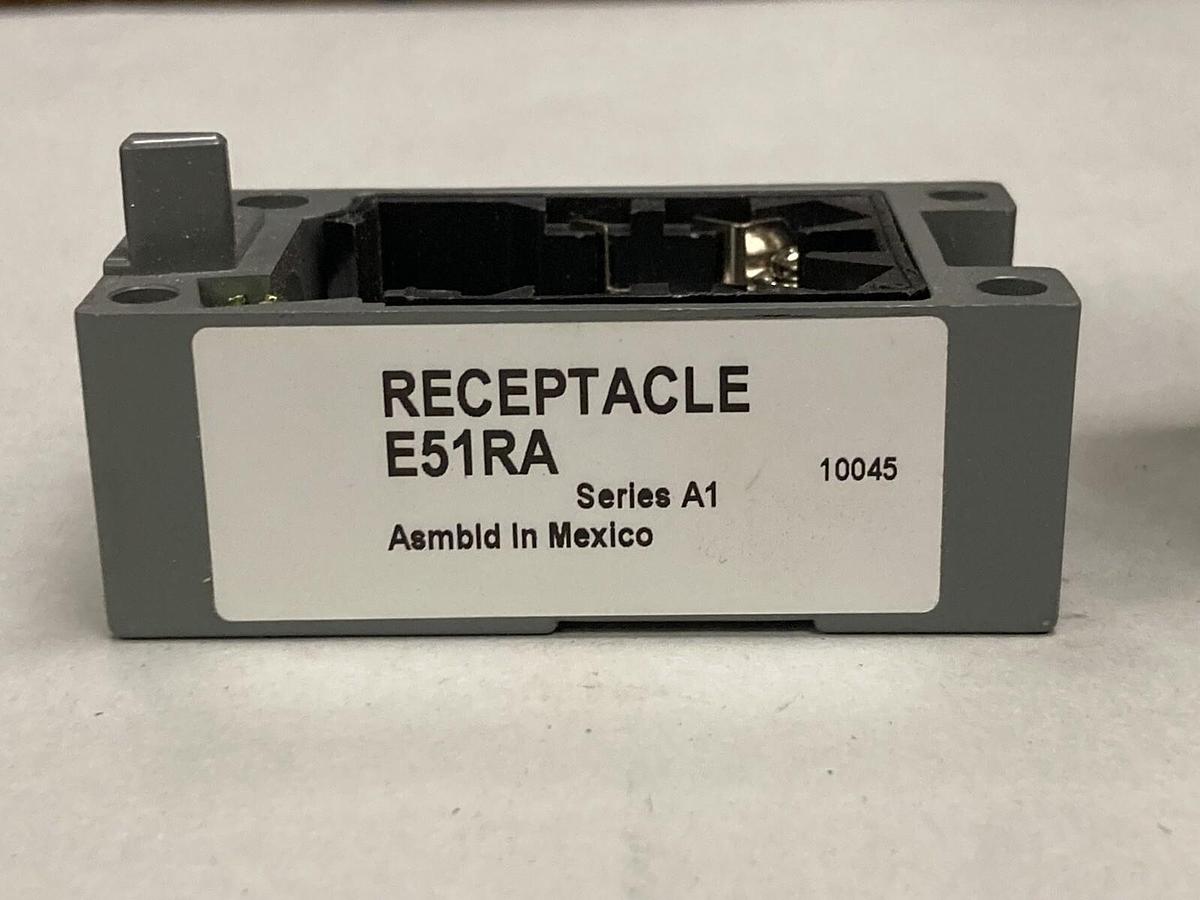 RECEPTACLE
E51RA
10045
Series A1
Asmbld In Mexico